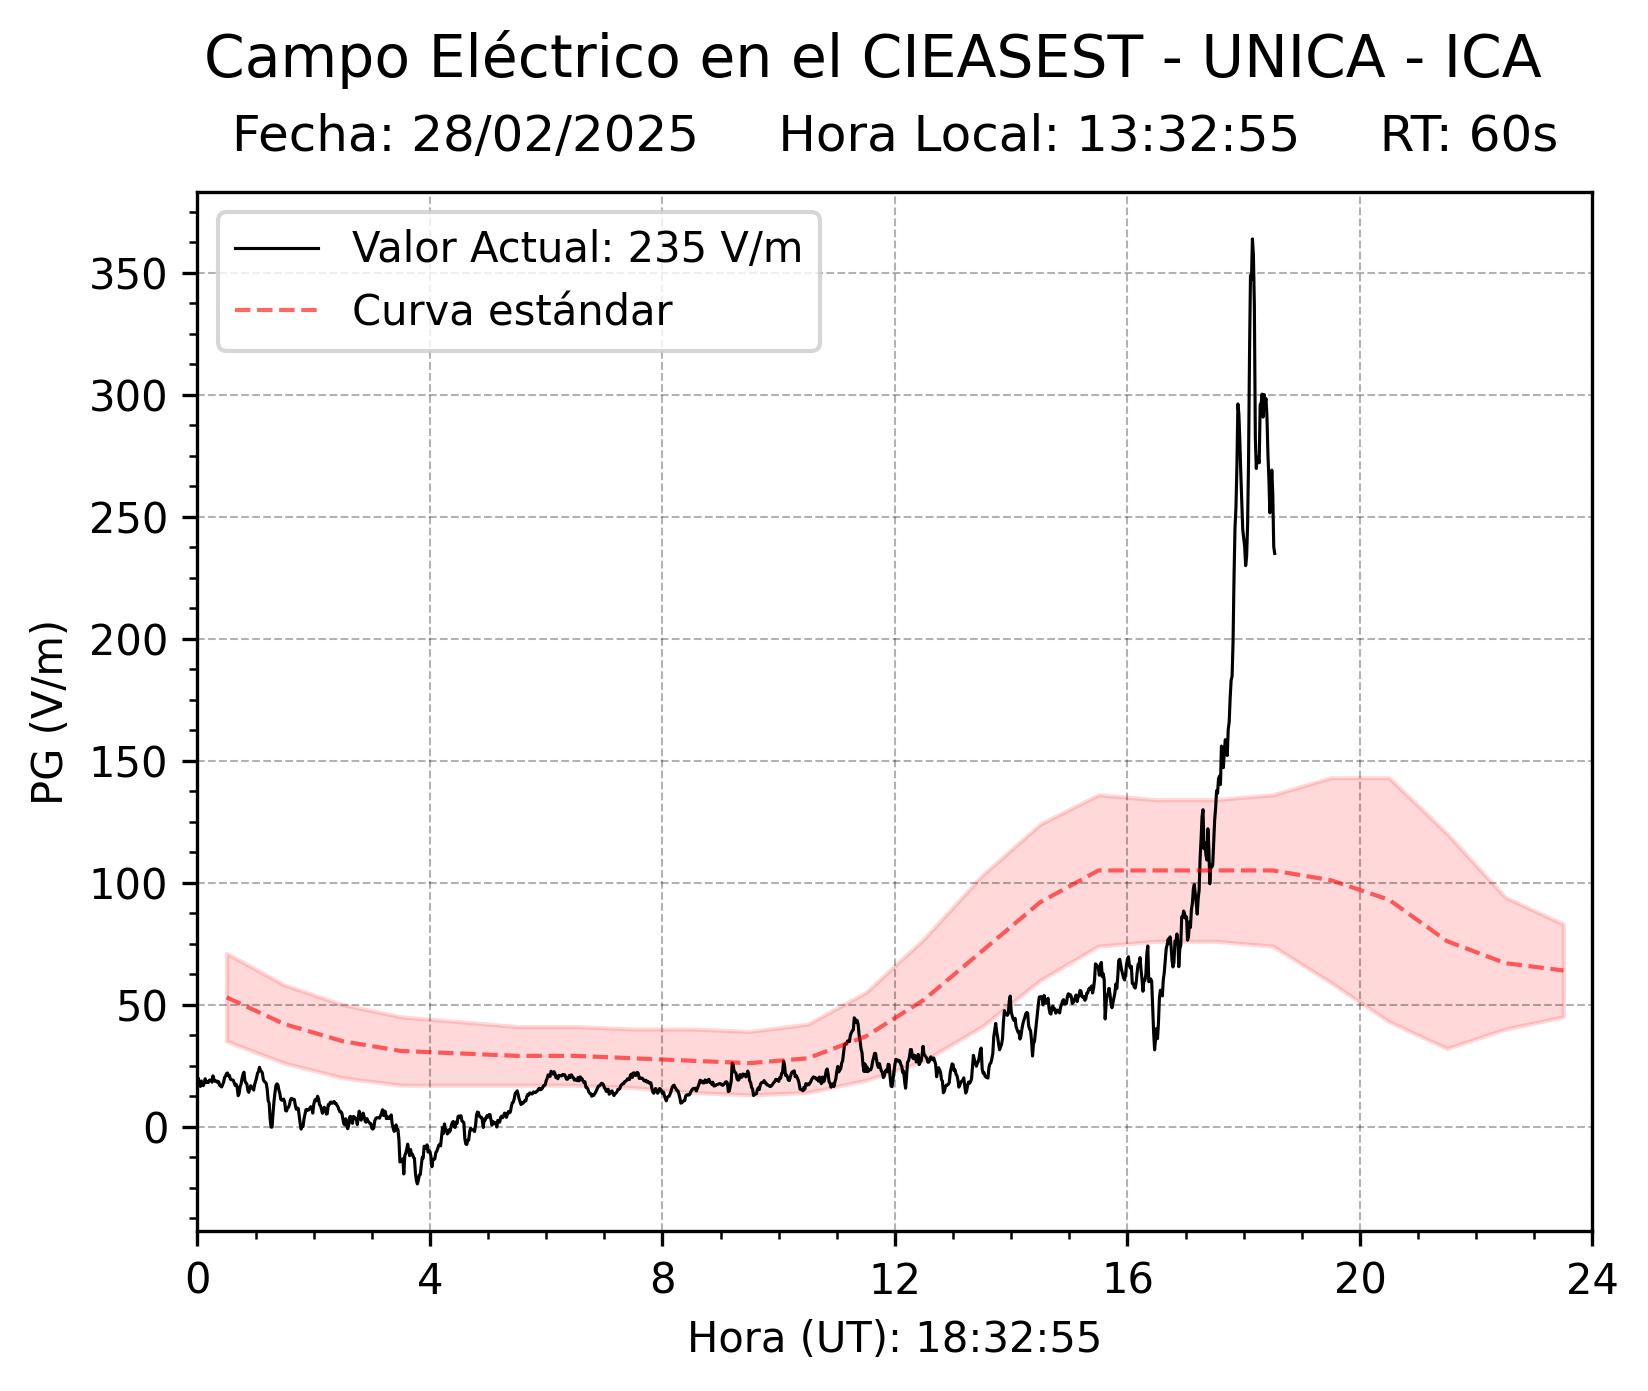 Campo Eléctrico en el CIEASEST - UNICA - ICA
Fecha: 28/02/2025 Hora Local: 13:32:55 RT: 60s
Valor Actual: 235 V/m
Curva estándar
350
300
250
200
150
100
50
0
PG (V/m)
0 4 8 12 16 20 24
Hora (UT): 18:32:55